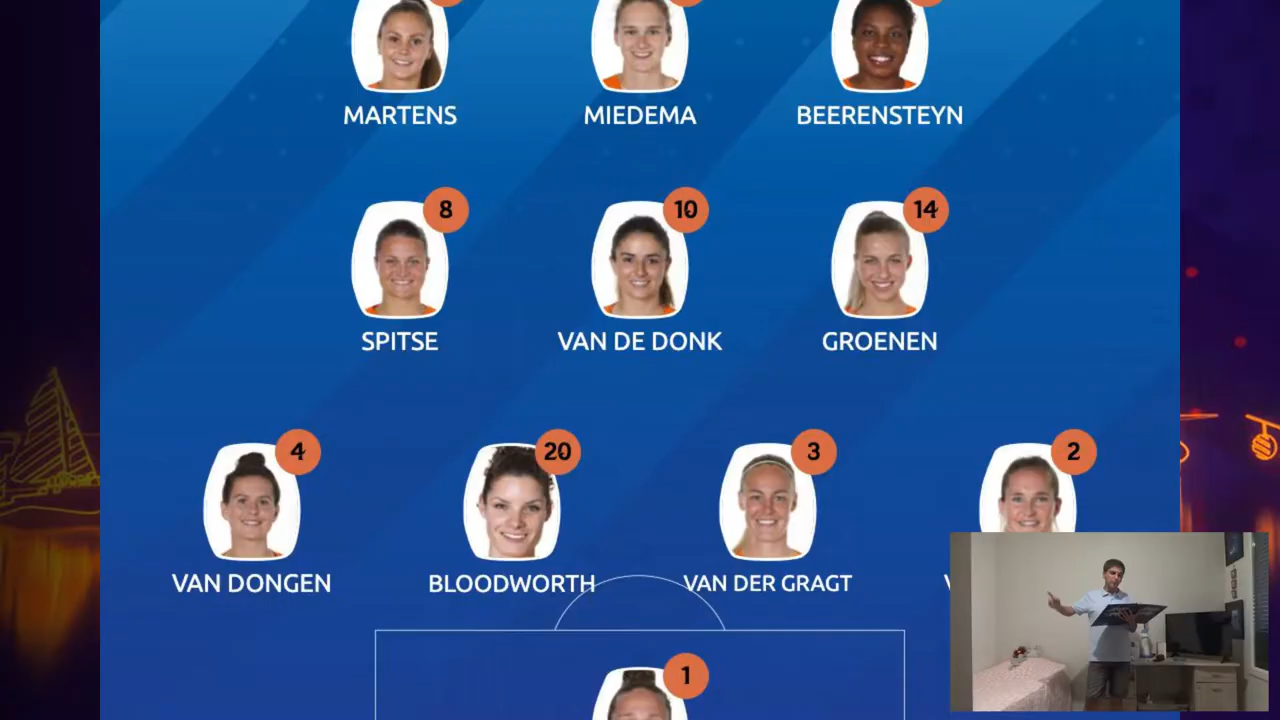 MARTENS MIEDEMA BEERENSTEYN
8 10 14
SPITSE VAN DE DONK GROENEN
4 20 3 2
VAN DONGEN BLOODWORTH VAN DER GRAGT
1